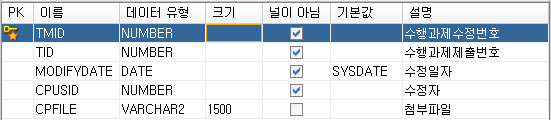 PK 이름 데이터 유형 크기 널이 아님 기본값 설명
TMID NUMBER 수행과제수정번호
TID NUMBER 수행과제제출번호
MODIFYDATE DATE SYSDATE 수정일자
CPUSID NUMBER 수정자
CPFILE VARCHAR2 1500 첨부파일